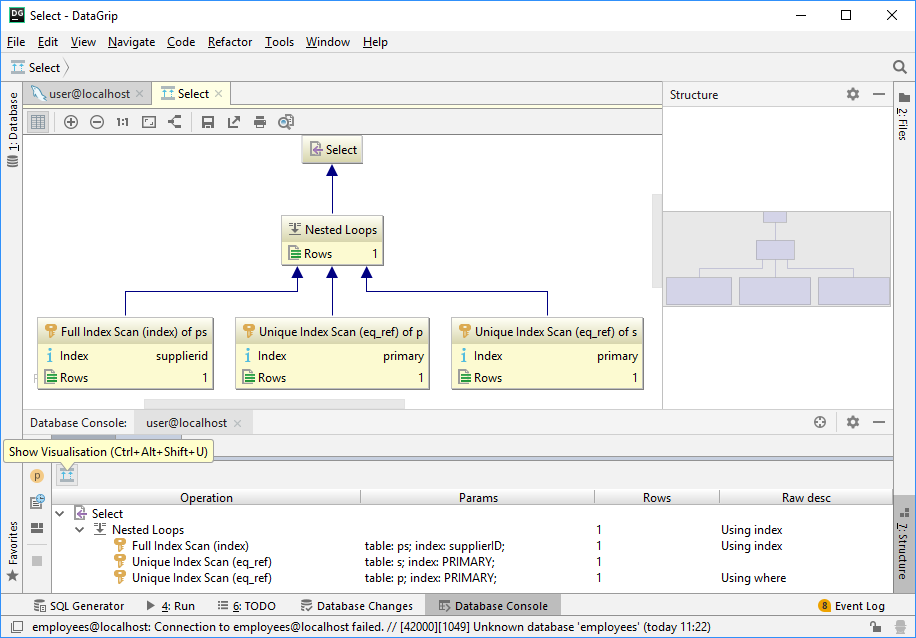 DG Select - DataGrip
File Edit View Navigate Code Refactor Tools Window Help
Select
user@localhost Select
1:1
Structure
1: Database
2: Files
Select
Nested Loops
Rows 1
Full Index Scan (index) of ps
Index supplierid
Rows 1
Unique Index Scan (eq_ref) of p
Index primary
Rows 1
Unique Index Scan (eq_ref) of s
Index primary
Rows 1
Database Console: user@localhost
Show Visualisation (Ctrl+Alt+Shift+U)
p
Operation Params Rows Raw desc
Select
Nested Loops 1 Using index
Full Index Scan (index) table: ps; index: supplierID; 1 Using index
Unique Index Scan (eq_ref) table: s; index: PRIMARY; 1
Unique Index Scan (eq_ref) table: p; index: PRIMARY; 1 Using where
Favorites
7: Structure
SQL Generator 4: Run 6: TODO Database Changes Database Console 8 Event Log
employees@localhost: Connection to employees@localhost failed. // [42000][1049] Unknown database 'employees' (today 11:22)